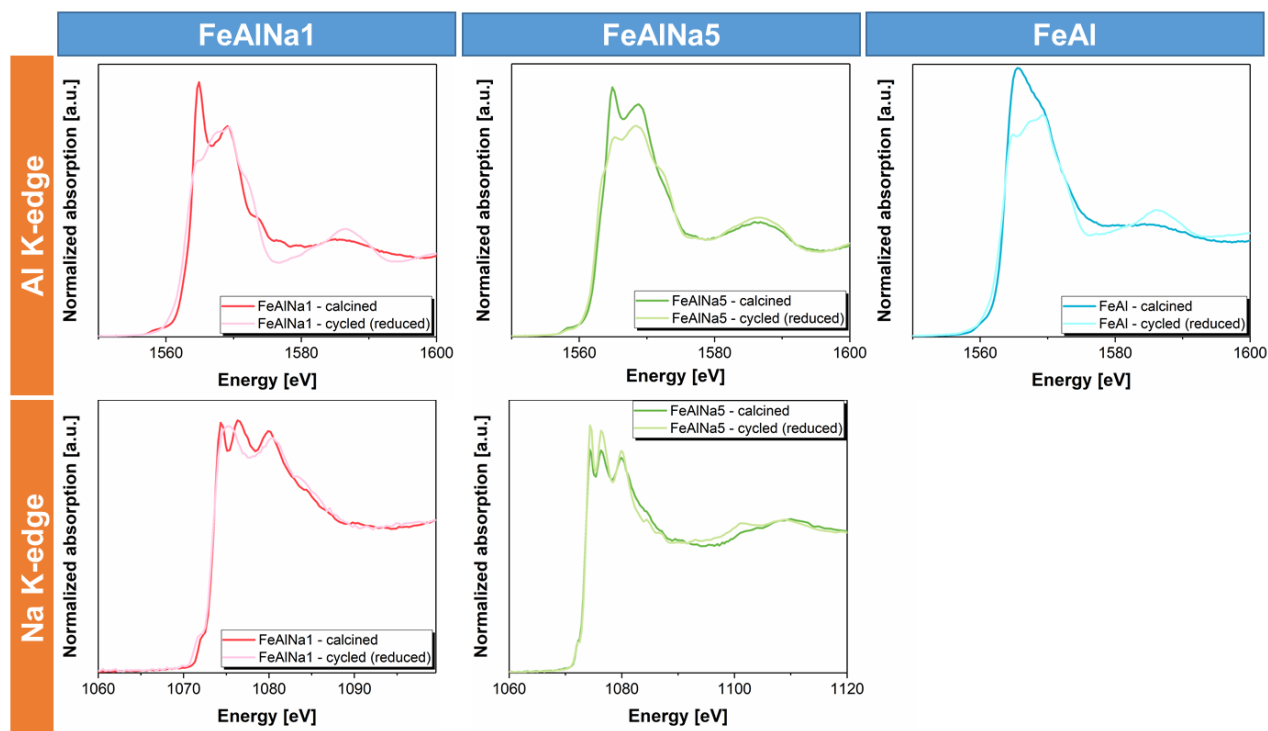 FeAlNa1
FeAlNa5
FeAl
Al K-edge
Normalized absorption [a.u.]
FeAlNa1 - calcined
FeAlNa1 - cycled (reduced)
1560 1580 1600
Energy [eV]
Normalized absorption [a.u.]
FeAlNa5 - calcined
FeAlNa5 - cycled (reduced)
1560 1580 1600
Energy [eV]
Normalized absorption [a.u.]
FeAl - calcined
FeAl - cycled (reduced)
1560 1580 1600
Energy [eV]
Na K-edge
Normalized absorption [a.u.]
FeAlNa1 - calcined
FeAlNa1 - cycled (reduced)
1060 1070 1080 1090
Energy [eV]
Normalized absorption [a.u.]
FeAlNa5 - calcined
FeAlNa5 - cycled (reduced)
1060 1080 1100 1120
Energy [eV]